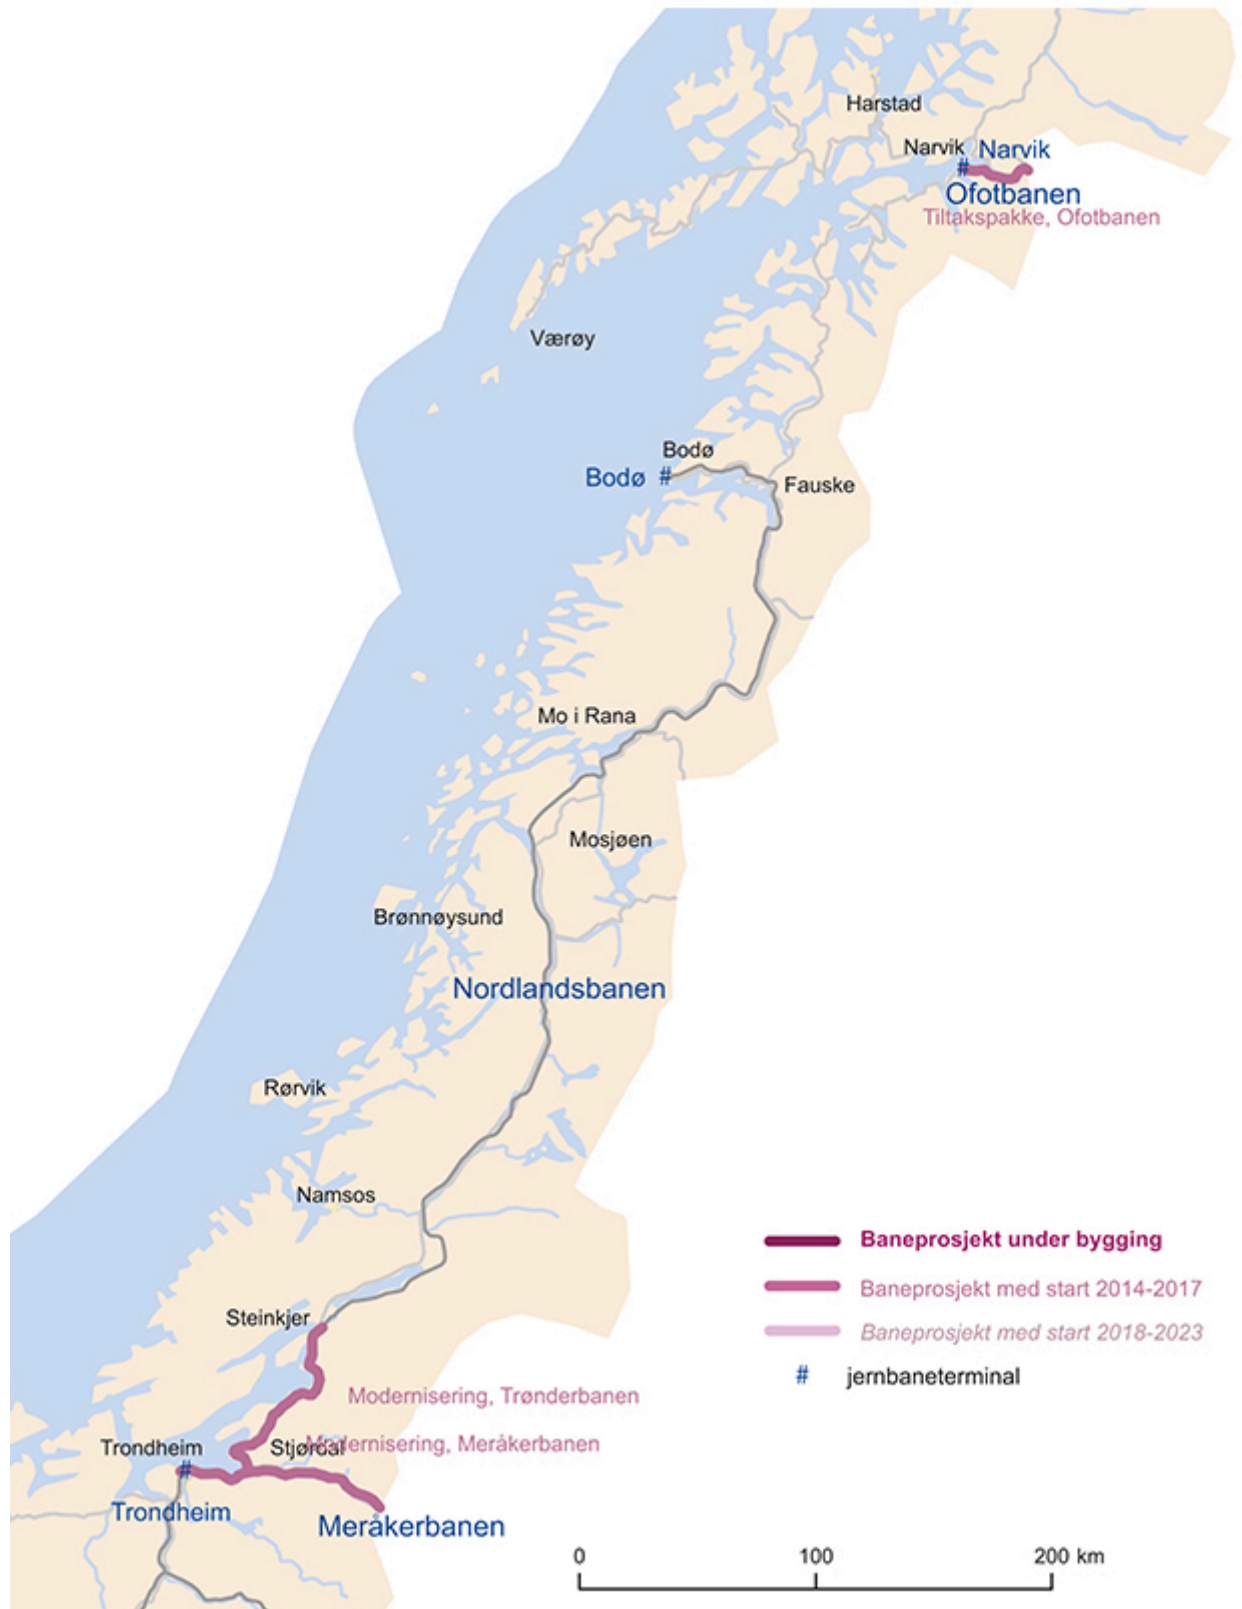 Harstad
Narvik
Narvik
Ofotbanen
Tiltakspakke, Ofotbanen
Værøy
Bodø
Bodø #
Fauske
Mo i Rana
Mosjøen
Brønnøysund
Nordlandsbanen
Rørvik
Namsos
Steinkjer
Modernisering, Trønderbanen
Stjørdal
Modernisering, Meråkerbanen
Trondheim
#
Trondheim
Meråkerbanen
Baneprosjekt under bygging
Baneprosjekt med start 2014-2017
Baneprosjekt med start 2018-2023
# jernbaneterminal
0 100 200 km